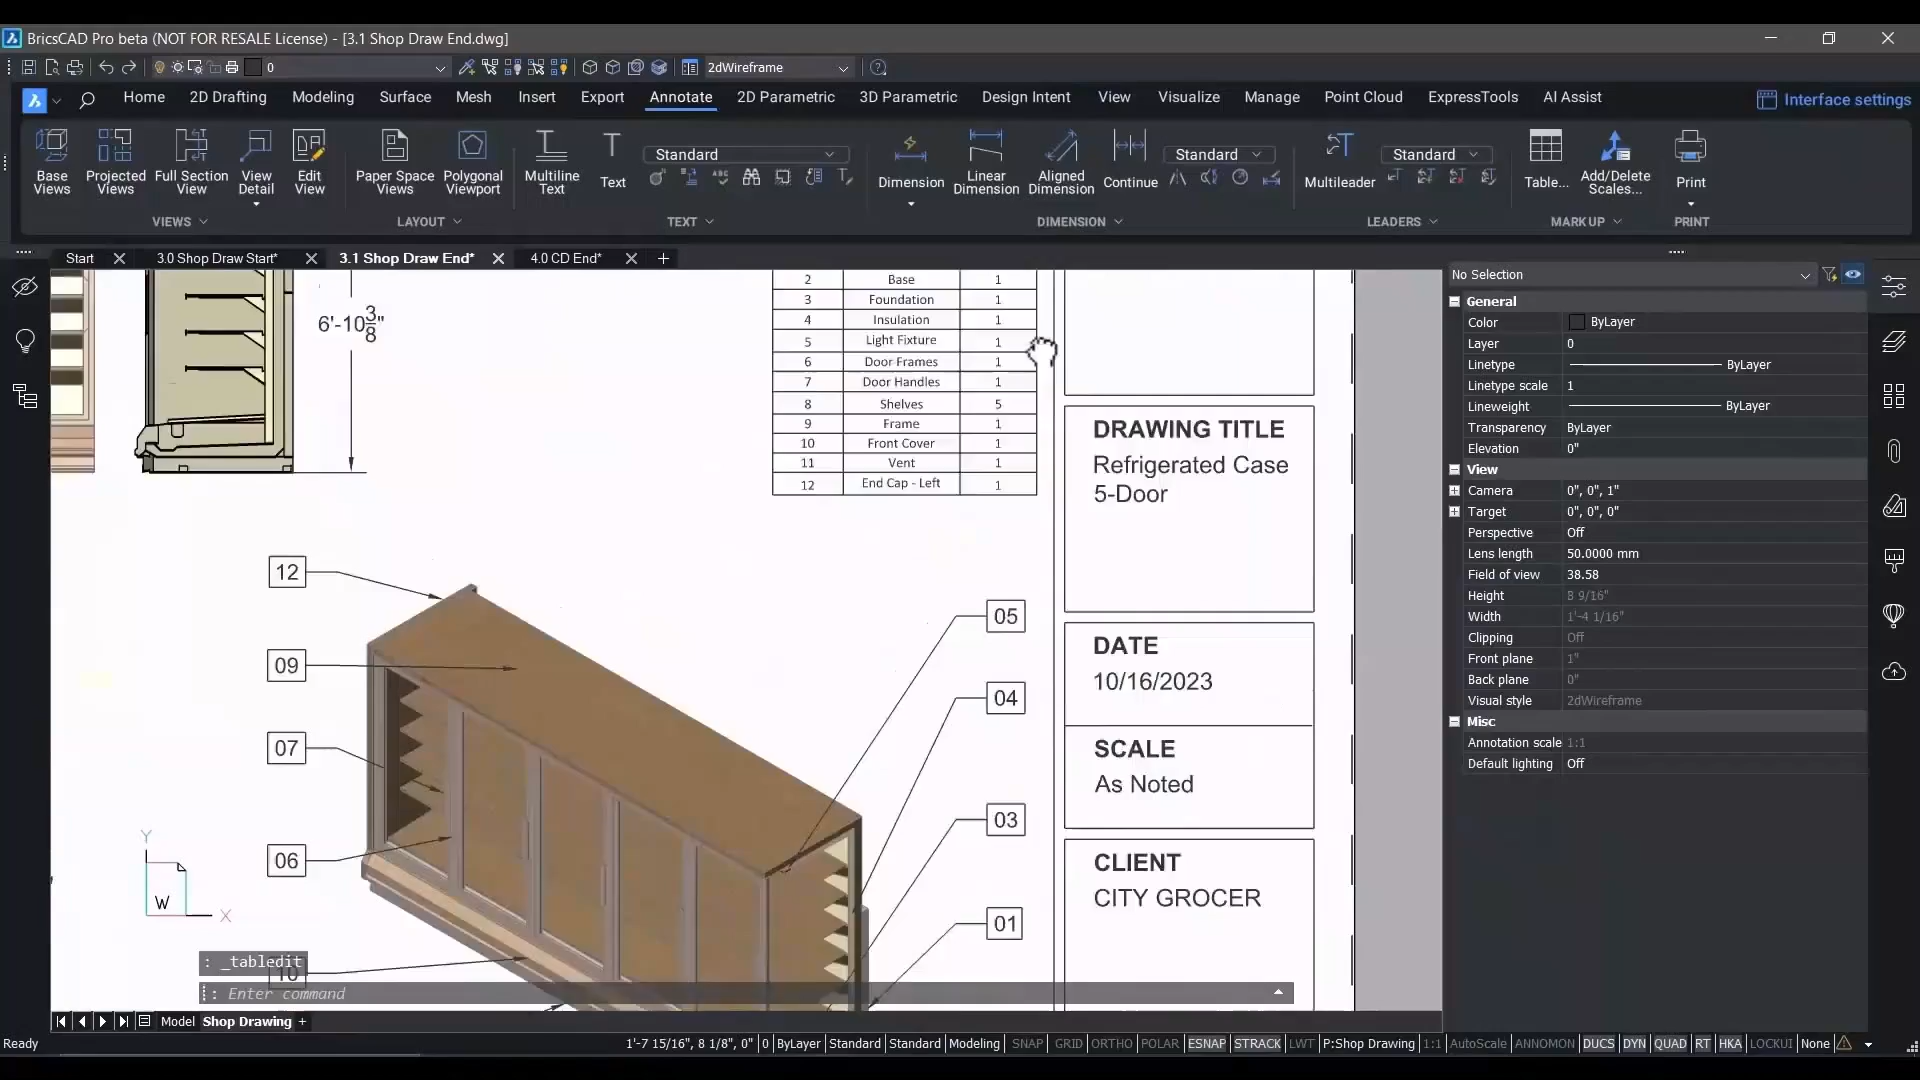 BricsCAD Pro beta (NOT FOR RESALE License) - [3.1 Shop Draw End.dwg]
0
2dWireframe
Home 2D Drafting Modeling Surface Mesh Insert Export Annotate 2D Parametric 3D Parametric Design Intent View Visualize Manage Point Cloud ExpressTools AI Assist Interface settings
Base Views
Projected Views
Full Section View
View Detail
Edit View
Paper Space Views
Polygonal Viewport
Multiline Text
Text
Standard
Dimension
Linear Dimension
Aligned Dimension
Continue
Standard
Multileader
Standard
Table...
Add/Delete Scales...
Print
VIEWS LAYOUT TEXT DIMENSION LEADERS MARK UP PRINT
Start 3.0 Shop Draw Start* 3.1 Shop Draw End* 4.0 CD End* +
6'-10 3/8"
2 Base 1
3 Foundation 1
4 Insulation 1
5 Light Fixture 1
6 Door Frames 1
7 Door Handles 1
8 Shelves 5
9 Frame 1
10 Front Cover 1
11 Vent 1
12 End Cap - Left 1
DRAWING TITLE
Refrigerated Case
5-Door
DATE
10/16/2023
SCALE
As Noted
CLIENT
CITY GROCER
12
09
07
06
10
05
04
03
01
Y
W
X
: _tabledit
: Enter command
No Selection
General
Color ByLayer
Layer 0
Linetype ByLayer
Linetype scale 1
Lineweight ByLayer
Transparency ByLayer
Elevation 0"
View
Camera 0", 0", 1"
Target 0", 0", 0"
Perspective Off
Lens length 50.0000 mm
Field of view 38.58
Height 8 9/16"
Width 1'-4 1/16"
Clipping Off
Front plane 1"
Back plane 0"
Visual style 2dWireframe
Misc
Annotation scale 1:1
Default lighting Off
Model Shop Drawing +
Ready
1'-7 15/16", 8 1/8", 0" 0 ByLayer Standard Standard Modeling SNAP GRID ORTHO POLAR ESNAP STRACK LWT P:Shop Drawing 1:1 AutoScale ANNOMON DUCS DYN QUAD RT HKA LOCKUI None